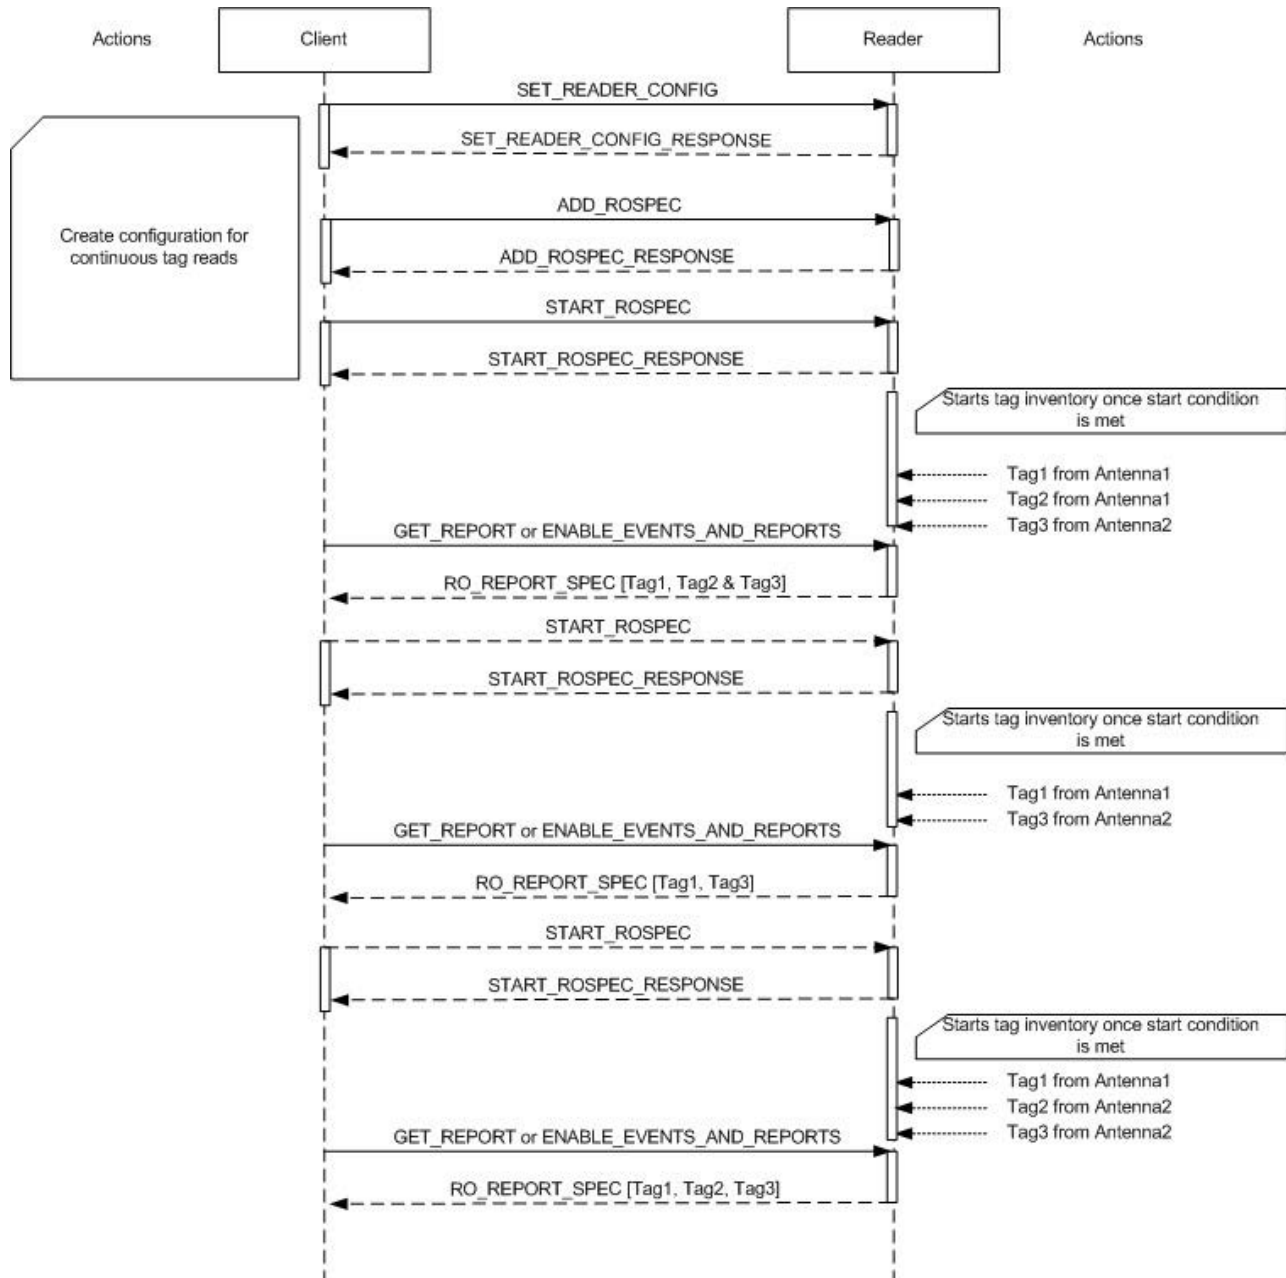 Actions
Client
Reader
Actions
SET_READER_CONFIG
SET_READER_CONFIG_RESPONSE
ADD_ROSPEC
Create configuration for
continuous tag reads
ADD_ROSPEC_RESPONSE
START_ROSPEC
START_ROSPEC_RESPONSE
Starts tag inventory once start condition
is met
Tag1 from Antenna1
Tag2 from Antenna1
Tag3 from Antenna2
GET_REPORT or ENABLE_EVENTS_AND_REPORTS
RO_REPORT_SPEC [Tag1, Tag2 & Tag3]
START_ROSPEC
START_ROSPEC_RESPONSE
Starts tag inventory once start condition
is met
Tag1 from Antenna1
Tag3 from Antenna2
GET_REPORT or ENABLE_EVENTS_AND_REPORTS
RO_REPORT_SPEC [Tag1, Tag3]
START_ROSPEC
START_ROSPEC_RESPONSE
Starts tag inventory once start condition
is met
Tag1 from Antenna1
Tag2 from Antenna2
Tag3 from Antenna2
GET_REPORT or ENABLE_EVENTS_AND_REPORTS
RO_REPORT_SPEC [Tag1, Tag2, Tag3]